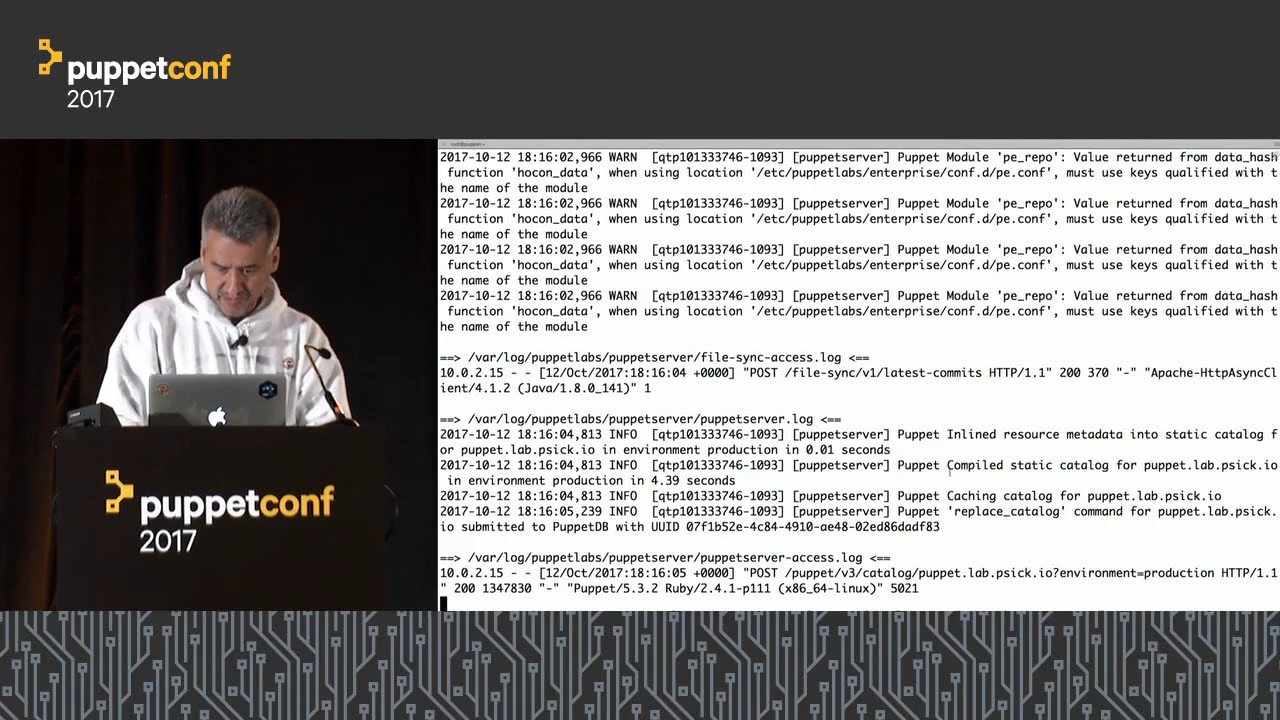 puppetconf
2017
2017-10-12 18:16:02,966 WARN  [qtp101333746-1093] [puppetserver] Puppet Module 'pe_repo': Value returned from data_hash
function 'hocon_data', when using location '/etc/puppetlabs/enterprise/conf.d/pe.conf', must use keys qualified with t
he name of the module
2017-10-12 18:16:02,966 WARN  [qtp101333746-1093] [puppetserver] Puppet Module 'pe_repo': Value returned from data_hash
function 'hocon_data', when using location '/etc/puppetlabs/enterprise/conf.d/pe.conf', must use keys qualified with t
he name of the module
2017-10-12 18:16:02,966 WARN  [qtp101333746-1093] [puppetserver] Puppet Module 'pe_repo': Value returned from data_hash
function 'hocon_data', when using location '/etc/puppetlabs/enterprise/conf.d/pe.conf', must use keys qualified with t
he name of the module
2017-10-12 18:16:02,966 WARN  [qtp101333746-1093] [puppetserver] Puppet Module 'pe_repo': Value returned from data_hash
function 'hocon_data', when using location '/etc/puppetlabs/enterprise/conf.d/pe.conf', must use keys qualified with t
he name of the module
==> /var/log/puppetlabs/puppetserver/file-sync-access.log <==
10.0.2.15 - - [12/Oct/2017:18:16:04 +0000] "POST /file-sync/v1/latest-commits HTTP/1.1" 200 370 "-" "Apache-HttpAsyncCl
ient/4.1.2 (Java/1.8.0_141)" 1
==> /var/log/puppetlabs/puppetserver/puppetserver.log <==
2017-10-12 18:16:04,813 INFO  [qtp101333746-1093] [puppetserver] Puppet Inlined resource metadata into static catalog f
or puppet.lab.psick.io in environment production in 0.01 seconds
2017-10-12 18:16:04,813 INFO  [qtp101333746-1093] [puppetserver] Puppet Compiled static catalog for puppet.lab.psick.io
in environment production in 4.39 seconds
2017-10-12 18:16:04,813 INFO  [qtp101333746-1093] [puppetserver] Puppet Caching catalog for puppet.lab.psick.io
2017-10-12 18:16:05,239 INFO  [qtp101333746-1093] [puppetserver] Puppet 'replace_catalog' command for puppet.lab.psick.
io submitted to PuppetDB with UUID 07f1b52e-4c84-4910-ae48-02ed86dadf83
==> /var/log/puppetlabs/puppetserver/puppetserver-access.log <==
10.0.2.15 - - [12/Oct/2017:18:16:05 +0000] "POST /puppet/v3/catalog/puppet.lab.psick.io?environment=production HTTP/1.1
" 200 1347830 "-" "Puppet/5.3.2 Ruby/2.4.1-p111 (x86_64-linux)" 5021
puppetconf
2017